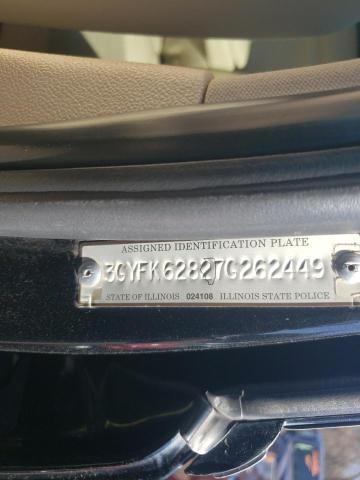 ASSIGNED IDENTIFICATION PLATE
3GYFK62827G262449
STATE OF ILLINOIS 024108 ILLINOIS STATE POLICE